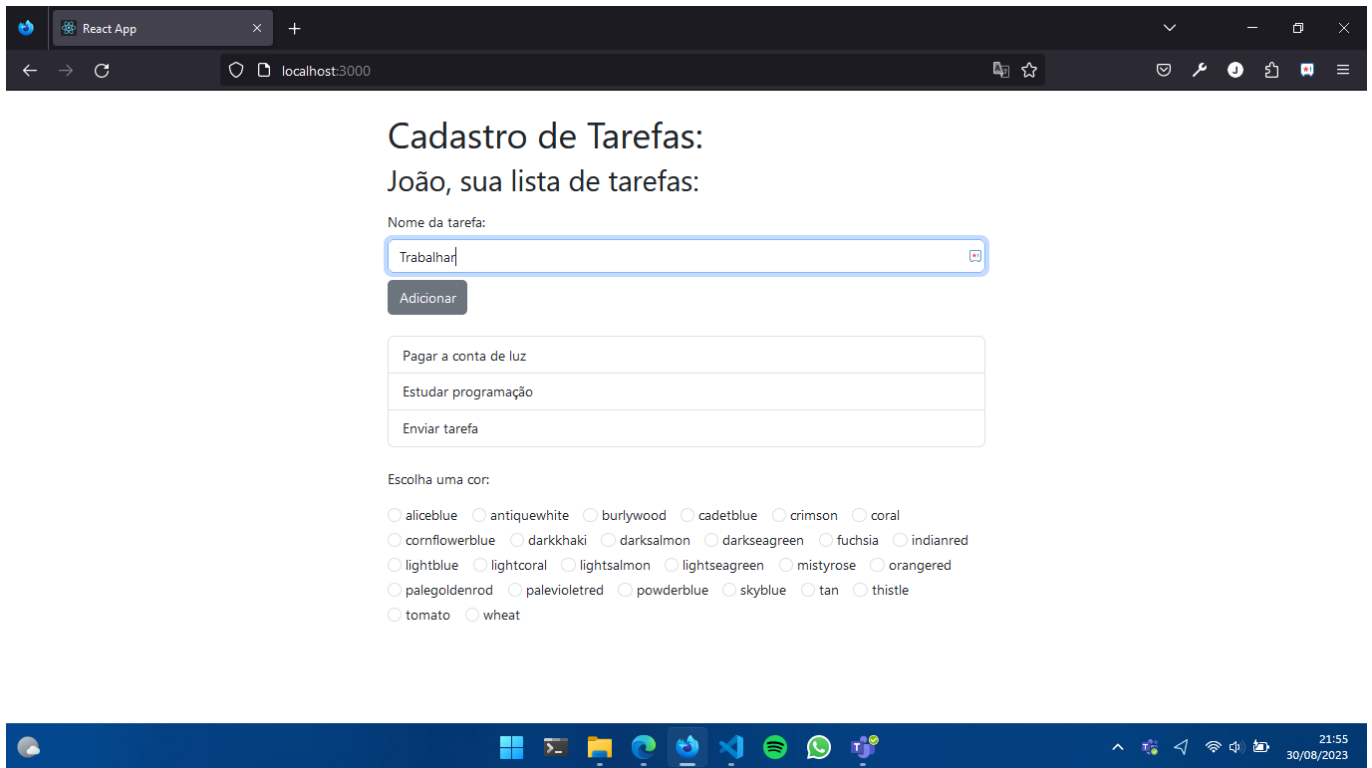 React App
localhost:3000
Cadastro de Tarefas:
João, sua lista de tarefas:
Nome da tarefa:
Trabalhar
Adicionar
Pagar a conta de luz
Estudar programação
Enviar tarefa
Escolha uma cor:
aliceblue antiquewhite burlywood cadetblue crimson coral
cornflowerblue darkkhaki darksalmon darkseagreen fuchsia indianred
lightblue lightcoral lightsalmon lightseagreen mistyrose orangered
palegoldenrod palevioletred powderblue skyblue tan thistle
tomato wheat
21:55
30/08/2023